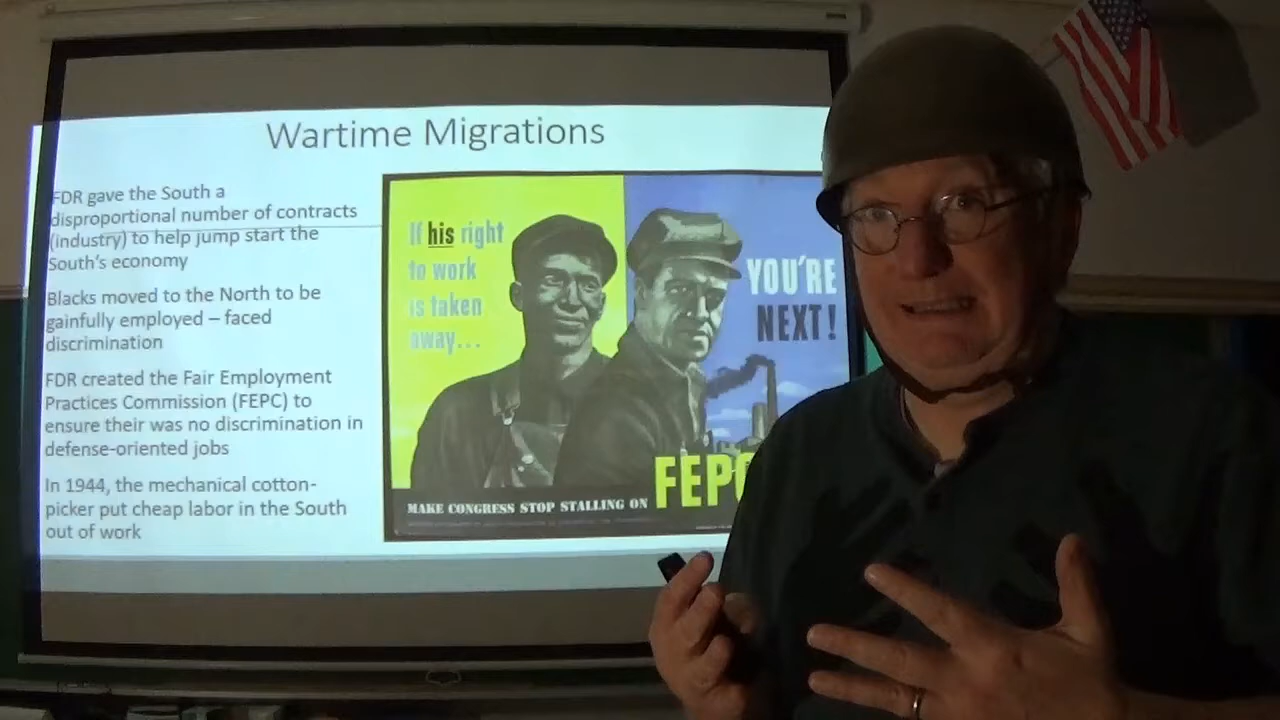 Wartime Migrations
FDR gave the South a
disproportional number of contracts
(industry) to help jump start the
South's economy
Blacks moved to the North to be
gainfully employed – faced
discrimination
FDR created the Fair Employment
Practices Commission (FEPC) to
ensure their was no discrimination in
defense-oriented jobs
In 1944, the mechanical cotton-
picker put cheap labor in the South
out of work
If his right
to work
is taken
away...
YOU'RE
NEXT!
MAKE CONGRESS STOP STALLING ON
FEPC